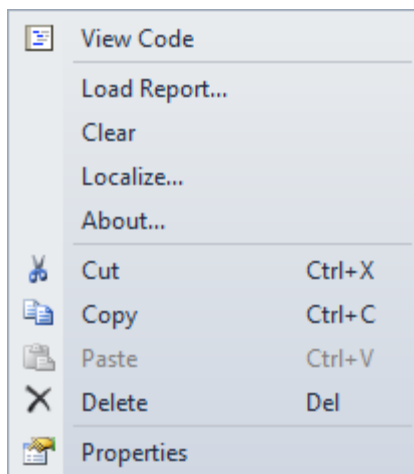 View Code
Load Report...
Clear
Localize...
About...
Cut Ctrl+X
Copy Ctrl+C
Paste Ctrl+V
Delete Del
Properties